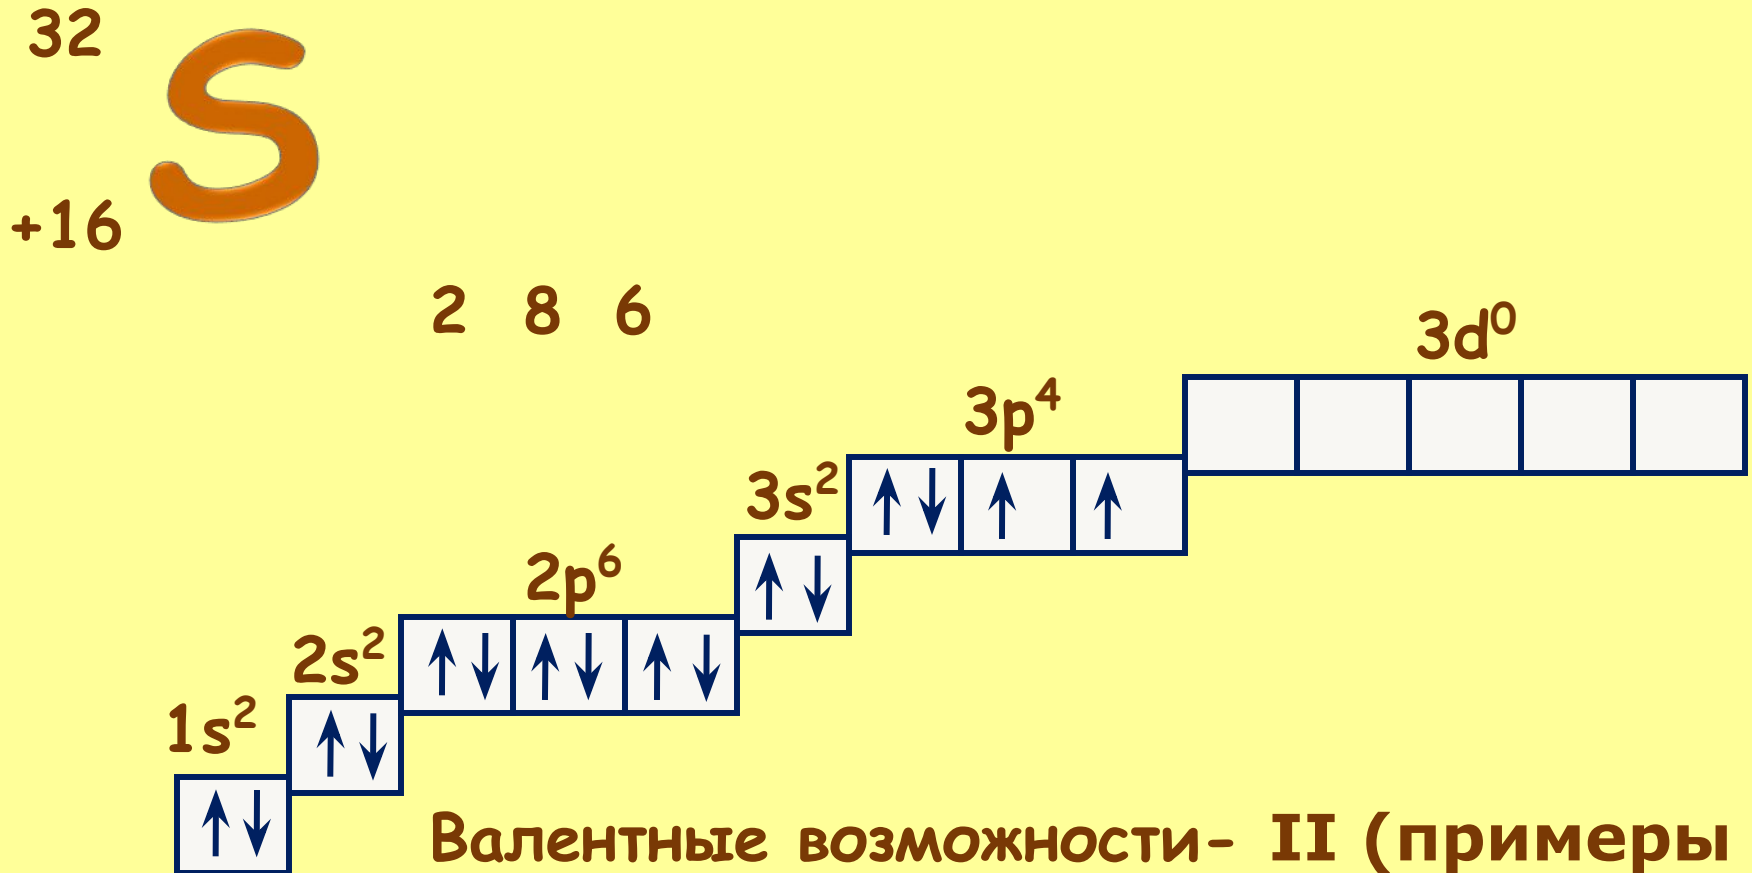 32
S
+16
2 8 6
3d⁰
3p⁴
3s²
2p⁶
2s²
1s²
Валентные возможности- II (примеры